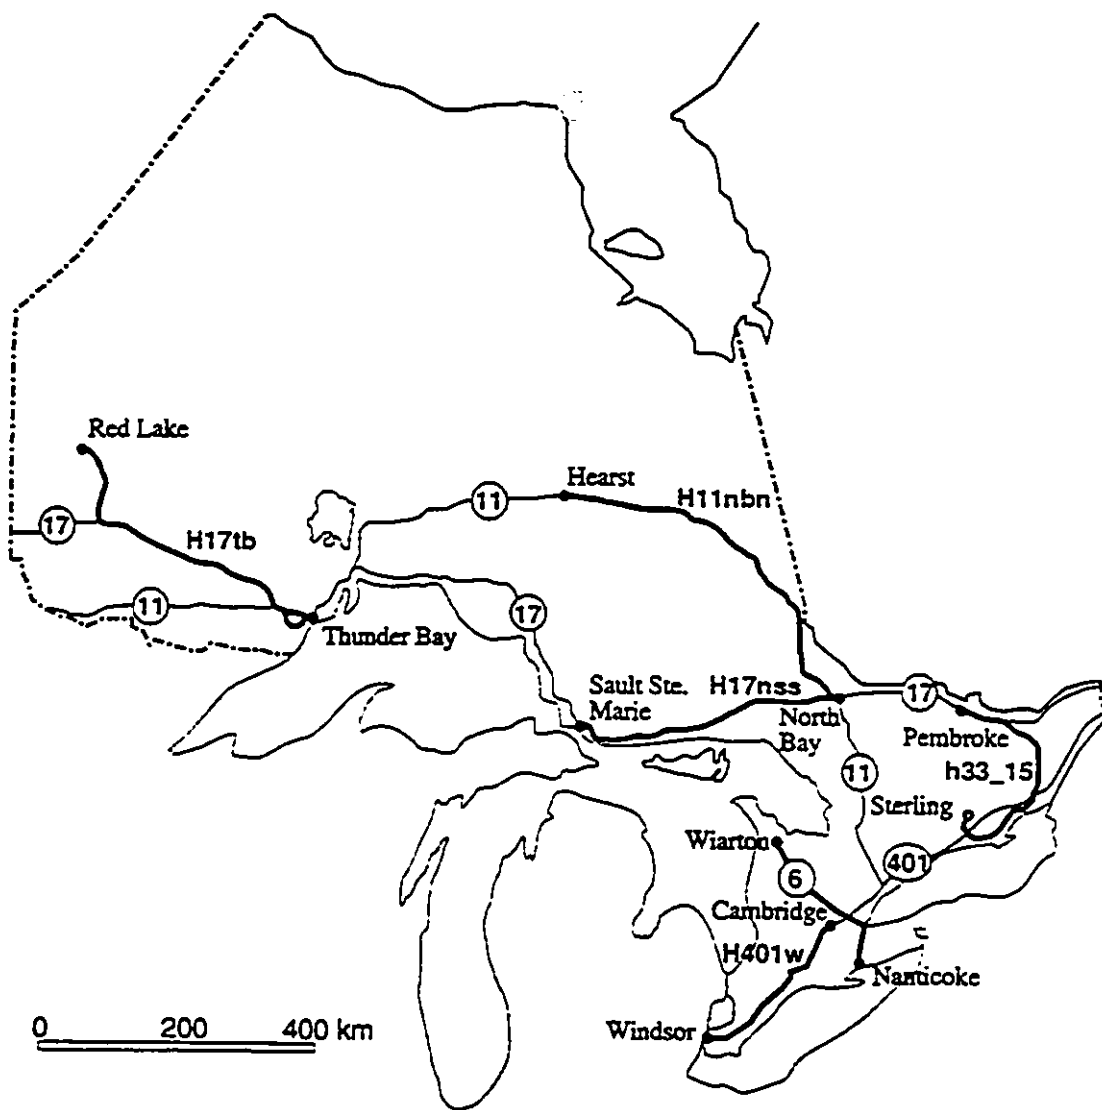 Red Lake
Hearst
11
H11nbn
17
H17tb
11
17
Thunder Bay
Sault Ste.
Marie
H17nss
17
North
Bay
Pembroke
11
h33_15
Sterling
Wiarton
401
6
Cambridge
H401w
Nanticoke
0 200 400 km
Windsor